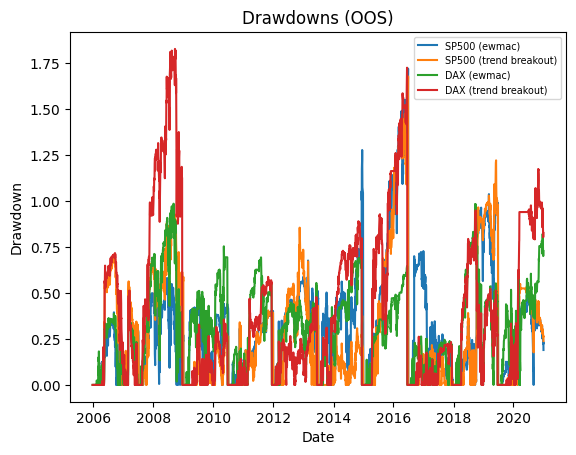 Drawdowns (OOS)
SP500 (ewmac)
SP500 (trend breakout)
DAX (ewmac)
DAX (trend breakout)
1.75
1.50
1.25
1.00
0.75
0.50
0.25
0.00
Drawdown
2006 2008 2010 2012 2014 2016 2018 2020
Date